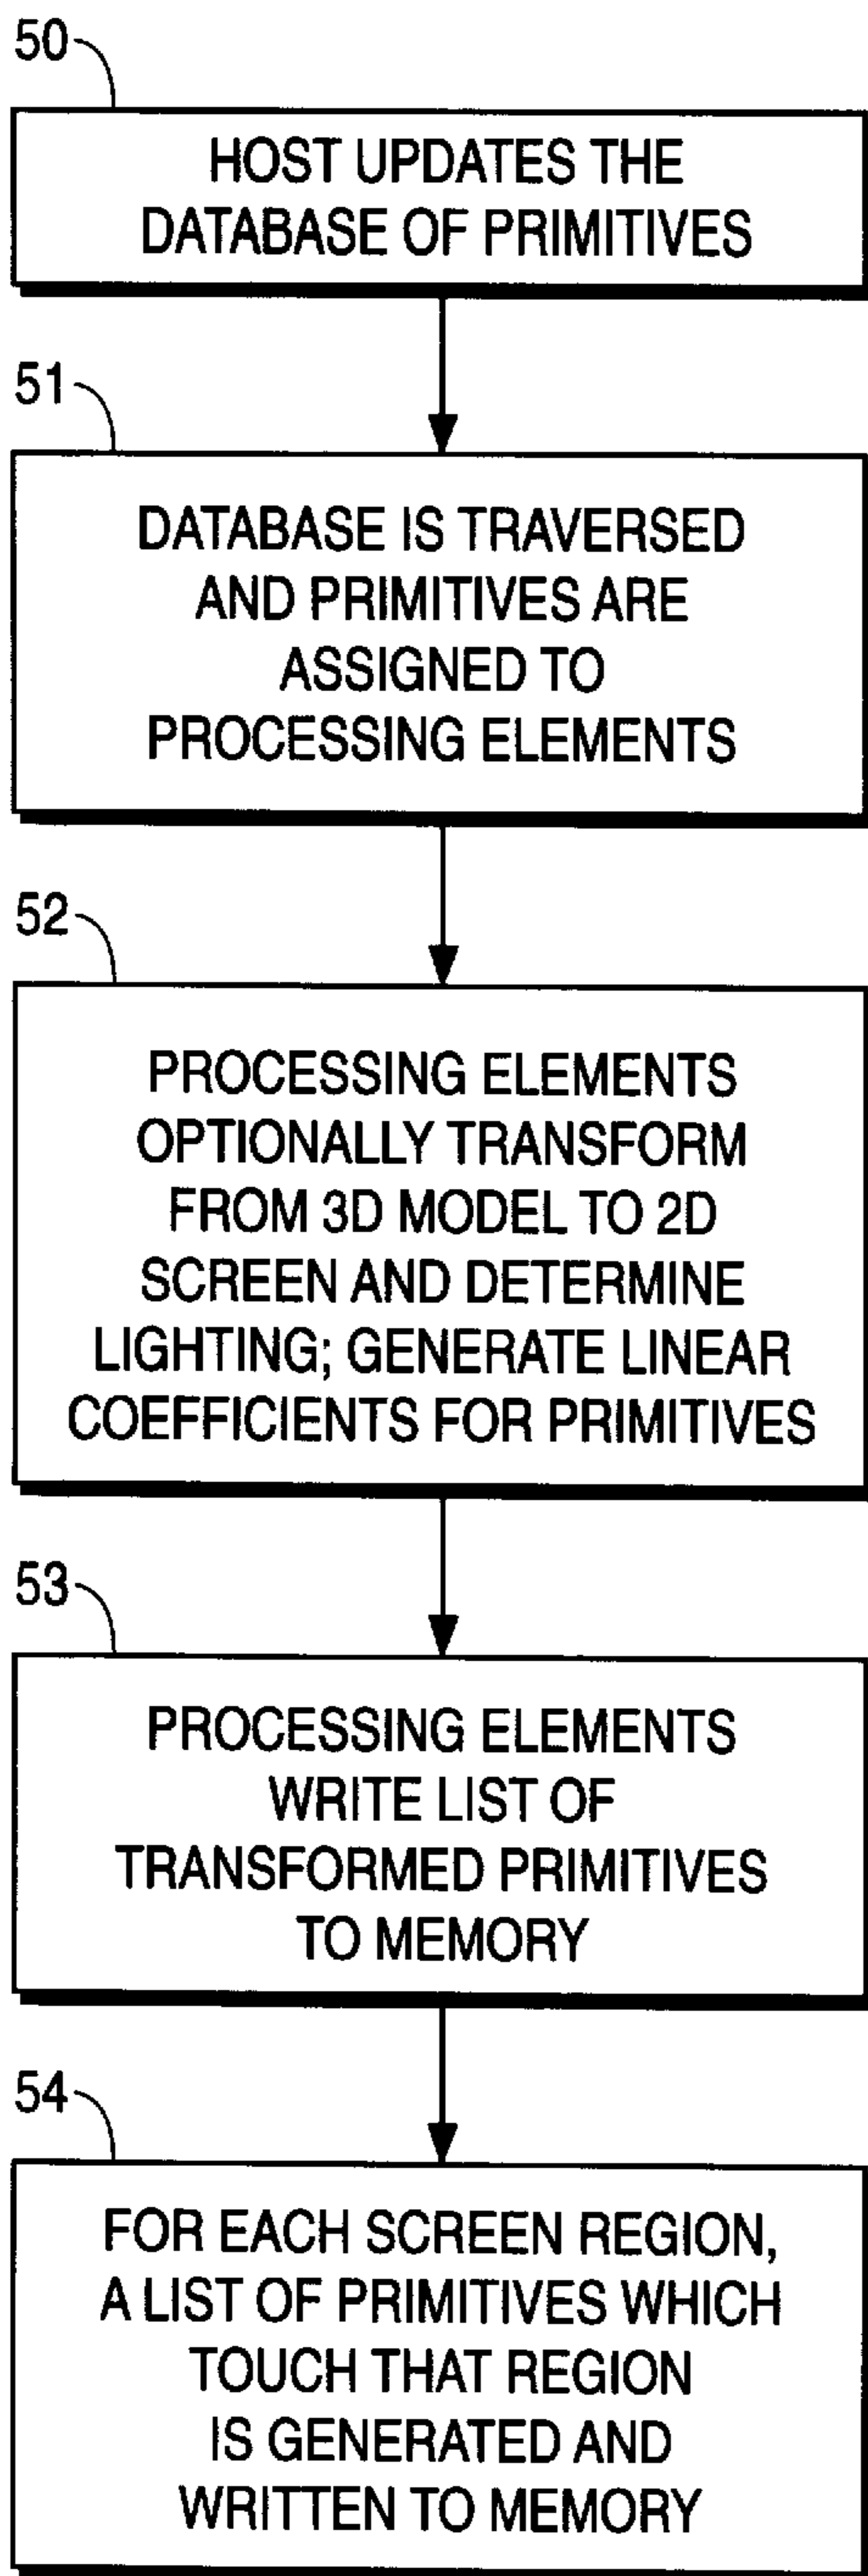 50
HOST UPDATES THE
DATABASE OF PRIMITIVES
51
DATABASE IS TRAVERSED
AND PRIMITIVES ARE
ASSIGNED TO
PROCESSING ELEMENTS
52
PROCESSING ELEMENTS
OPTIONALLY TRANSFORM
FROM 3D MODEL TO 2D
SCREEN AND DETERMINE
LIGHTING; GENERATE LINEAR
COEFFICIENTS FOR PRIMITIVES
53
PROCESSING ELEMENTS
WRITE LIST OF
TRANSFORMED PRIMITIVES
TO MEMORY
54
FOR EACH SCREEN REGION,
A LIST OF PRIMITIVES WHICH
TOUCH THAT REGION
IS GENERATED AND
WRITTEN TO MEMORY